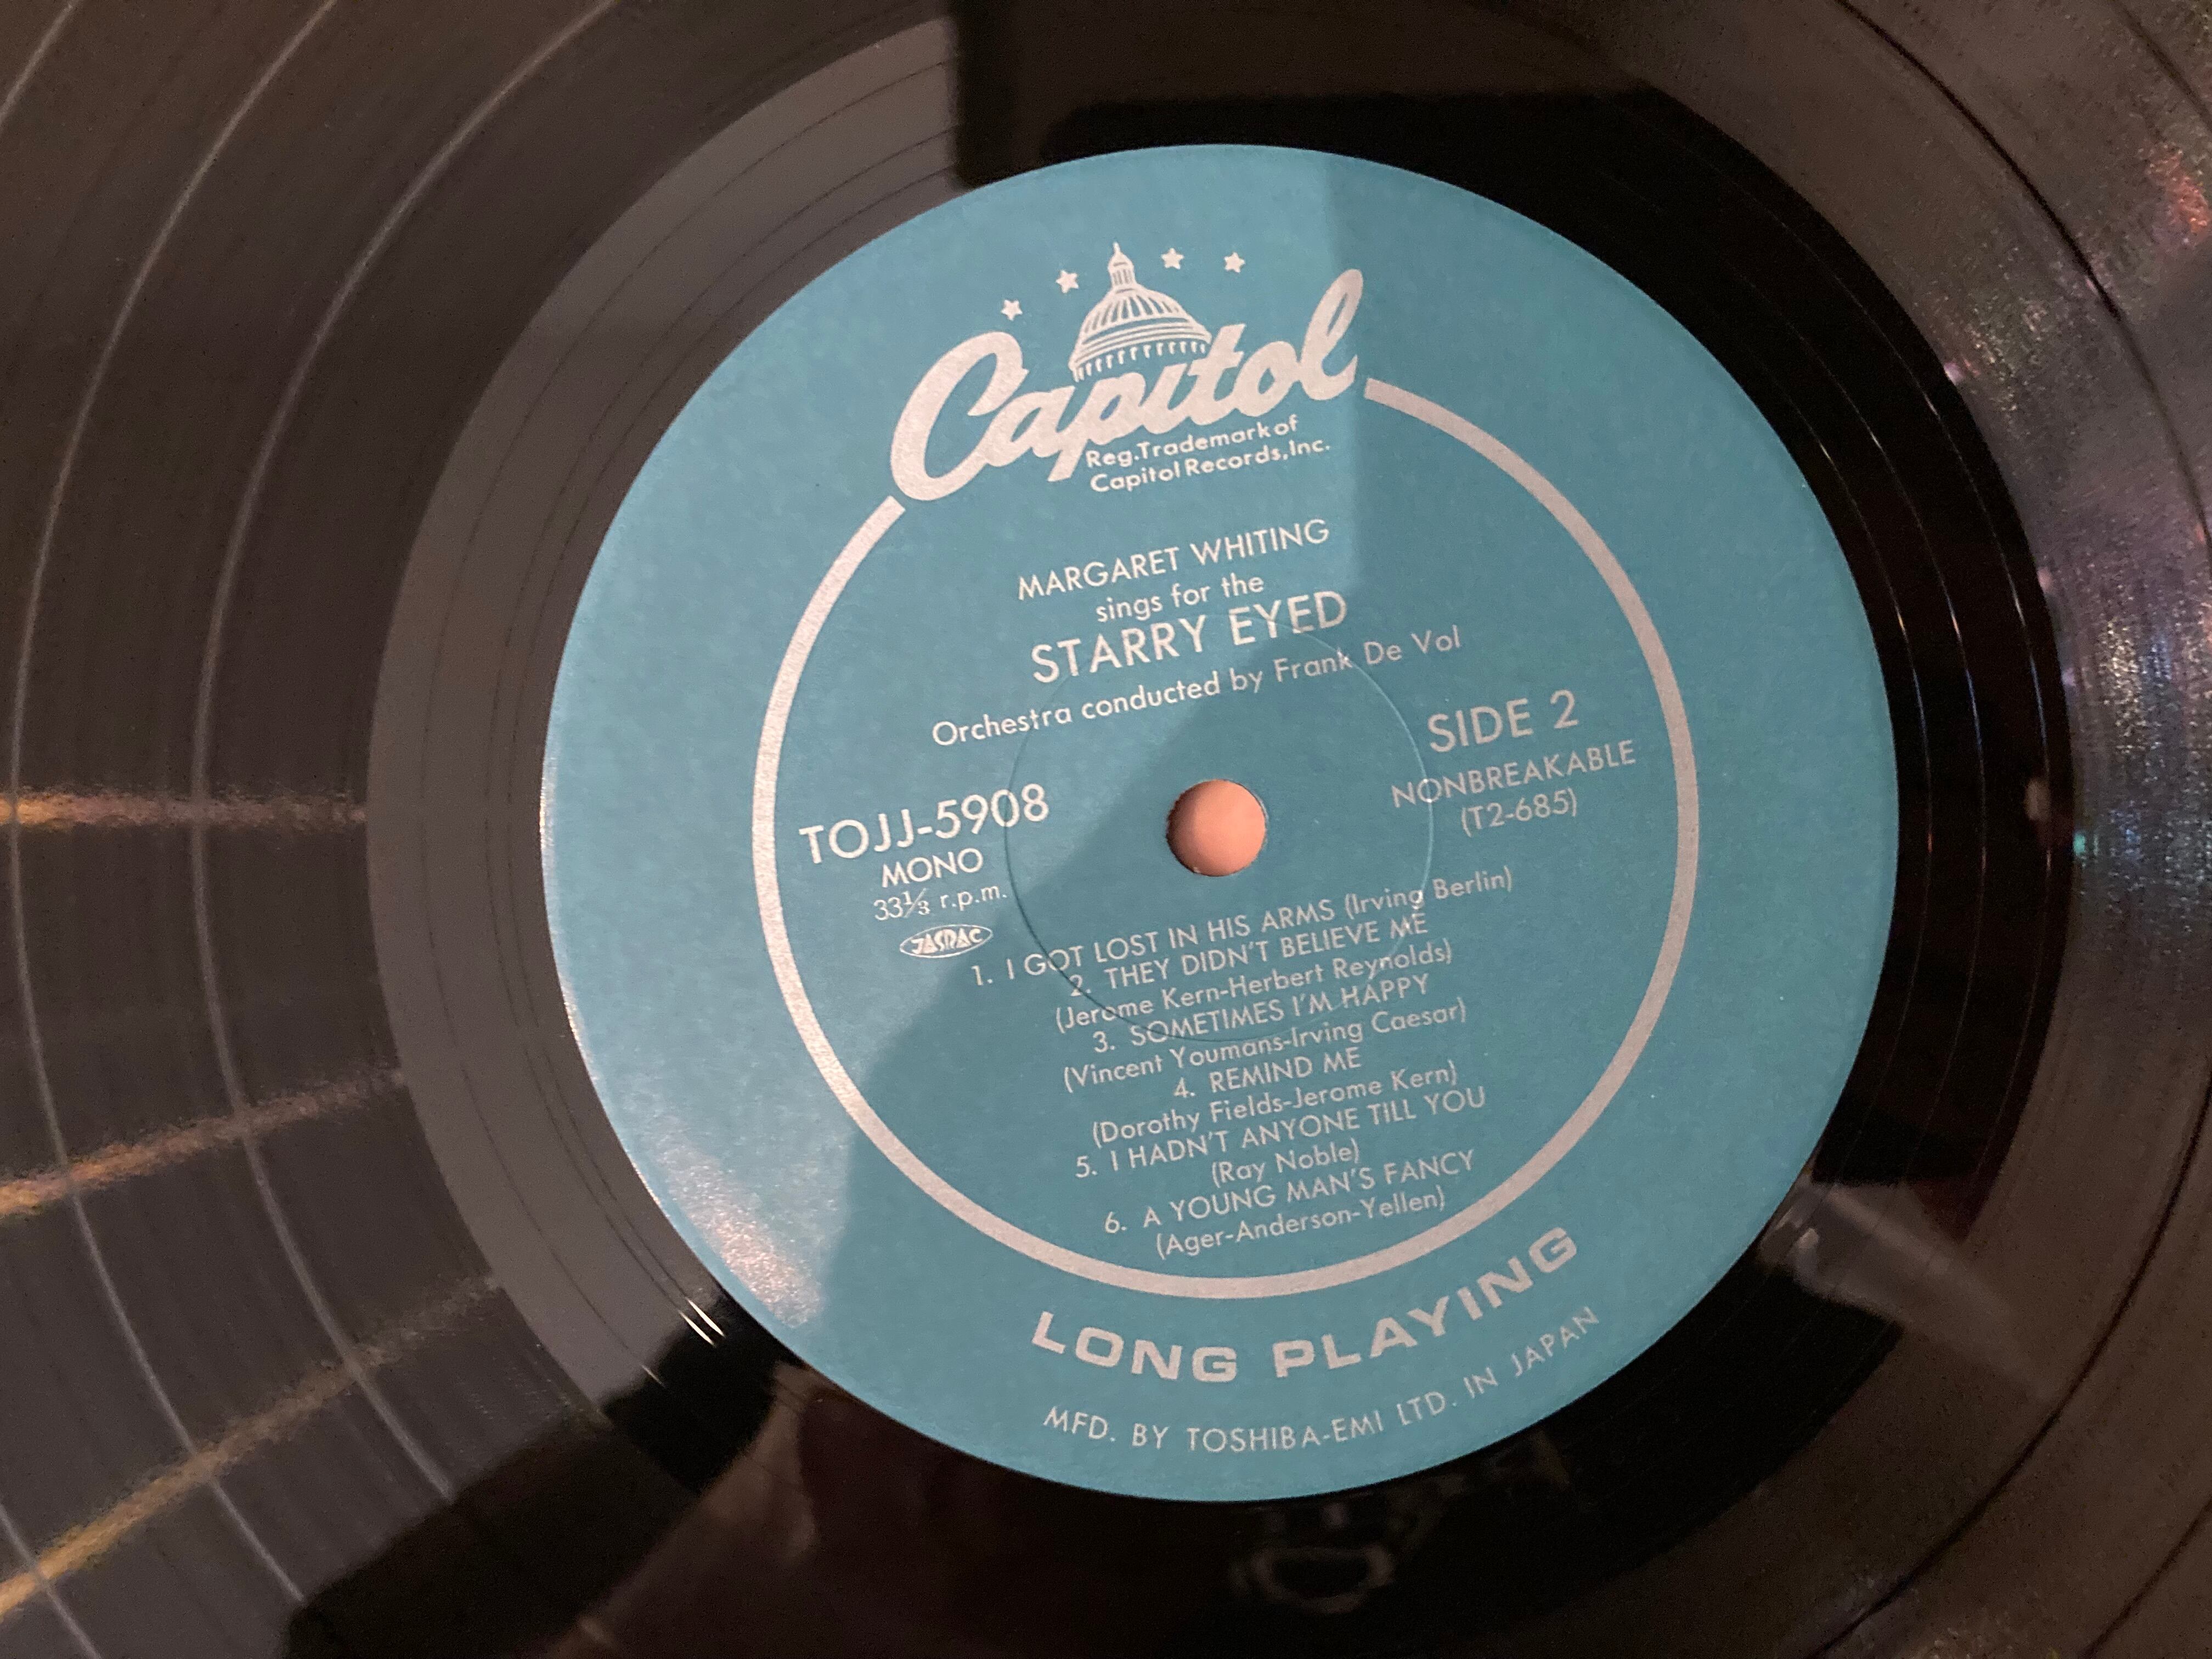 Capitol
Reg.Trademark of
Capitol Records,Inc.
MARGARET WHITING
sings for the
STARRY EYED
Orchestra conducted by Frank De Vol
SIDE 2
NONBREAKABLE
(T2-685)
TOJJ-5908
MONO
33⅓ r.p.m.
JASRAC
1. I GOT LOST IN HIS ARMS (Irving Berlin)
2. THEY DIDN'T BELIEVE ME
(Jerome Kern-Herbert Reynolds)
3. SOMETIMES I'M HAPPY
(Vincent Youmans-Irving Caesar)
4. REMIND ME
(Dorothy Fields-Jerome Kern)
5. I HADN'T ANYONE TILL YOU
(Ray Noble)
6. A YOUNG MAN'S FANCY
(Ager-Anderson-Yellen)
LONG PLAYING
MFD. BY TOSHIBA-EMI LTD. IN JAPAN